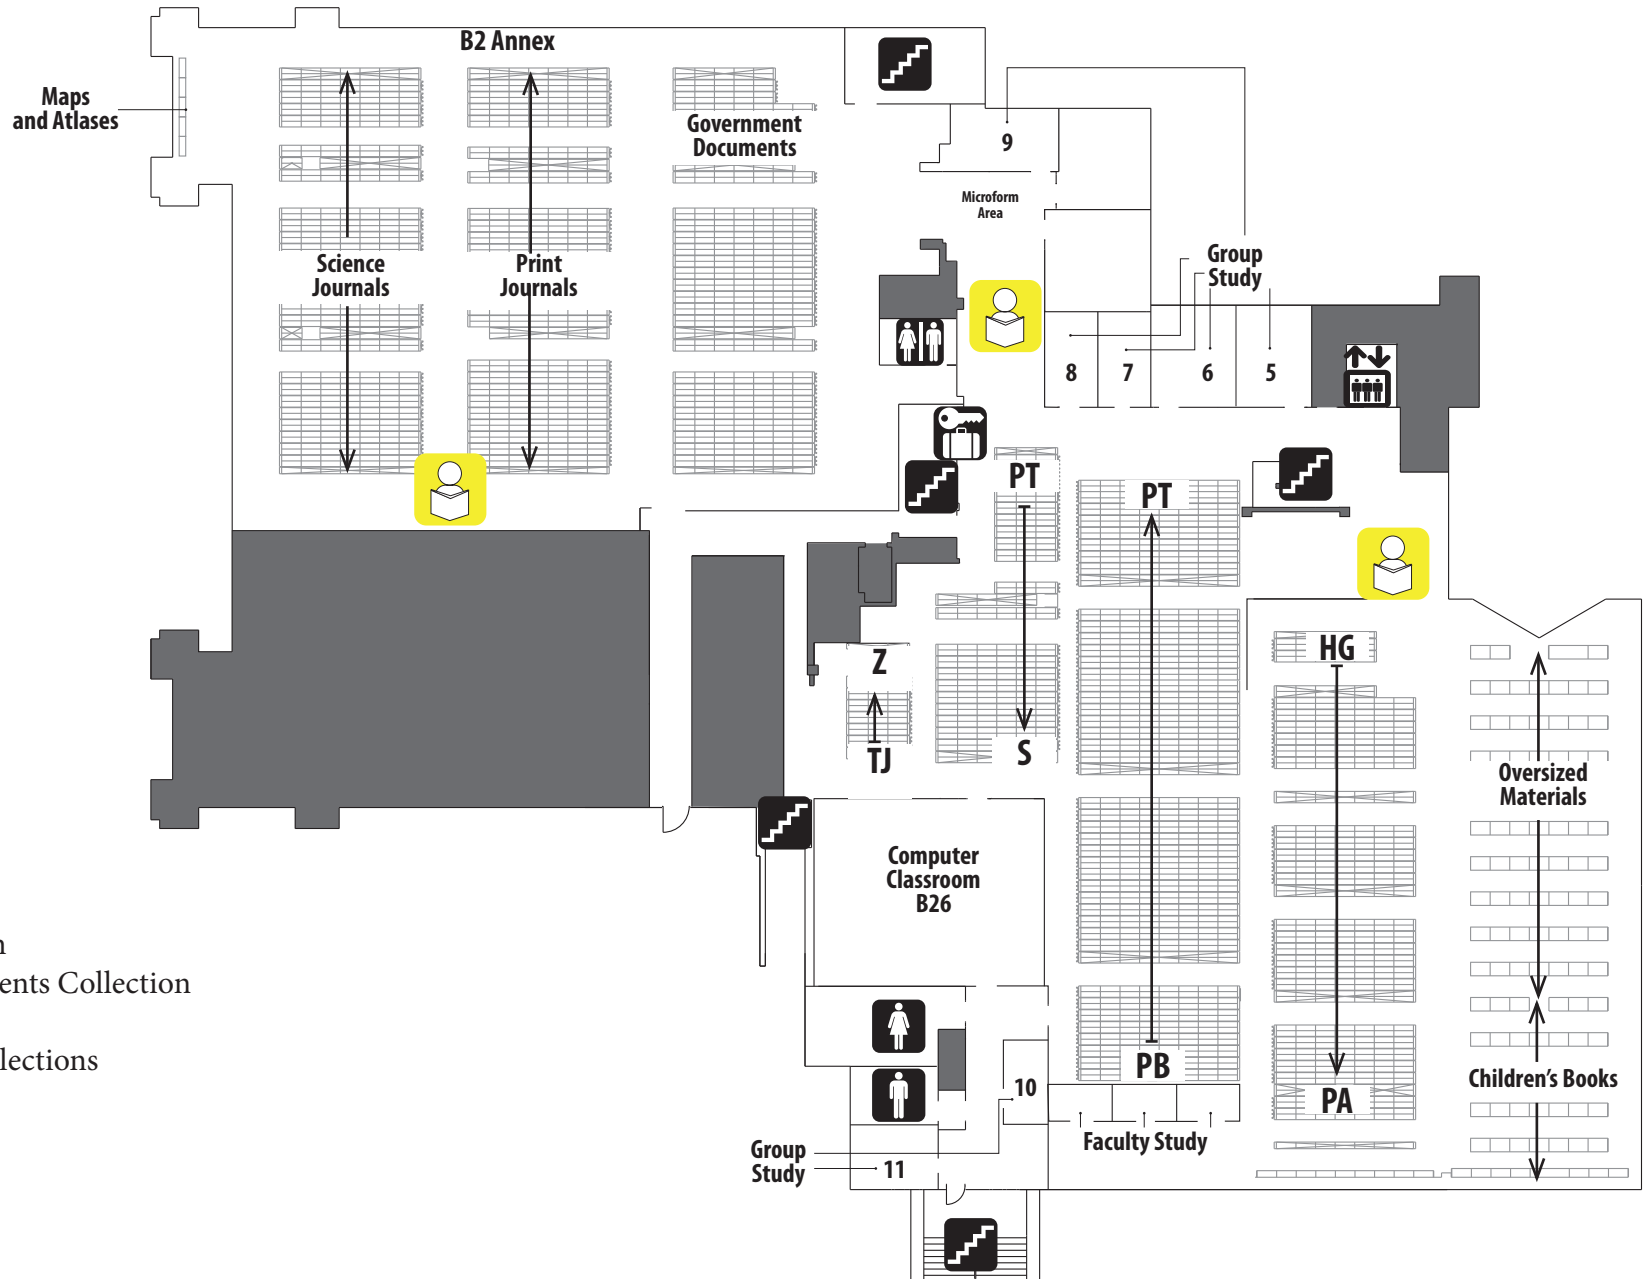 B2 Annex
Maps
and Atlases
Government
Documents
9
Microform
Area
Science
Journals
Print
Journals
Group
Study
8
7
6
5
PT
PT
Z
TJ
S
HG
Oversized
Materials
Computer
Classroom
B26
n
ents Collection
lections
10
PB
PA
Children's Books
Faculty Study
Group
Study
11